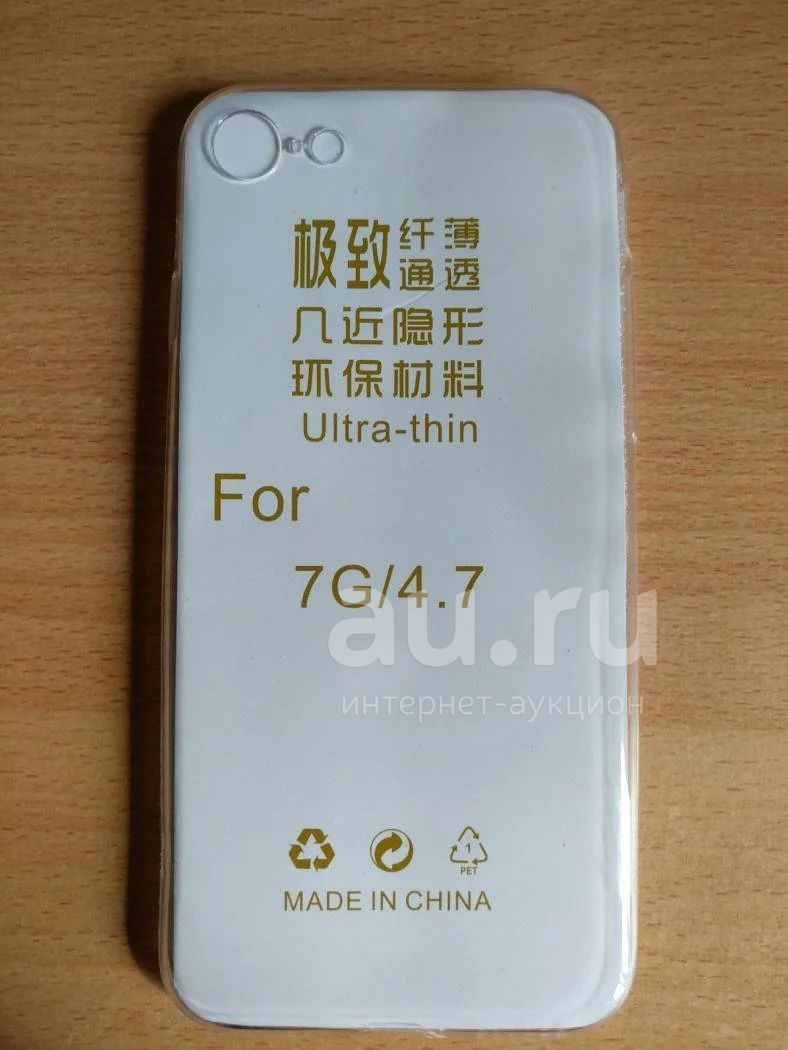 极致纤薄
通透
几近隐形
环保材料
Ultra-thin
For
7G/4.7
au.ru
интернет-аукцион
1
PET
MADE IN CHINA